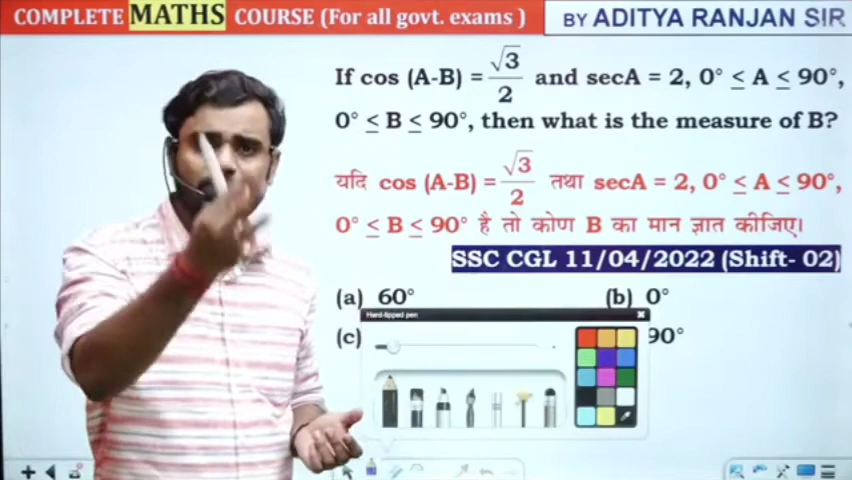 COMPLETE MATHS COURSE (For all govt. exams )
BY ADITYA RANJAN SIR
If cos (A-B) = √3/2 and secA = 2, 0° ≤ A ≤ 90°,
0° ≤ B ≤ 90°, then what is the measure of B?
यदि cos (A-B) = √3/2 तथा secA = 2, 0° ≤ A ≤ 90°,
0° ≤ B ≤ 90° है तो कोण B का मान ज्ञात कीजिए।
SSC CGL 11/04/2022 (Shift- 02)
(a) 60° (b) 0°
Hard-tipped pen
(c) 90°